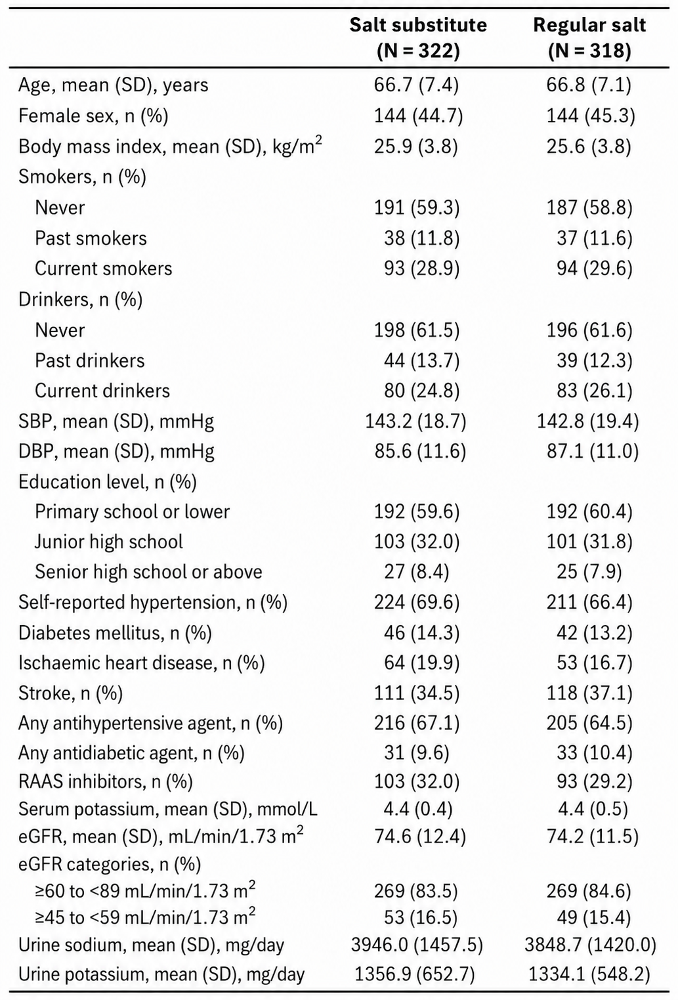 Salt substitute Regular salt
(N = 322) (N = 318)
Age, mean (SD), years 66.7 (7.4) 66.8 (7.1)
Female sex, n (%) 144 (44.7) 144 (45.3)
Body mass index, mean (SD), kg/m² 25.9 (3.8) 25.6 (3.8)
Smokers, n (%)
Never 191 (59.3) 187 (58.8)
Past smokers 38 (11.8) 37 (11.6)
Current smokers 93 (28.9) 94 (29.6)
Drinkers, n (%)
Never 198 (61.5) 196 (61.6)
Past drinkers 44 (13.7) 39 (12.3)
Current drinkers 80 (24.8) 83 (26.1)
SBP, mean (SD), mmHg 143.2 (18.7) 142.8 (19.4)
DBP, mean (SD), mmHg 85.6 (11.6) 87.1 (11.0)
Education level, n (%)
Primary school or lower 192 (59.6) 192 (60.4)
Junior high school 103 (32.0) 101 (31.8)
Senior high school or above 27 (8.4) 25 (7.9)
Self-reported hypertension, n (%) 224 (69.6) 211 (66.4)
Diabetes mellitus, n (%) 46 (14.3) 42 (13.2)
Ischaemic heart disease, n (%) 64 (19.9) 53 (16.7)
Stroke, n (%) 111 (34.5) 118 (37.1)
Any antihypertensive agent, n (%) 216 (67.1) 205 (64.5)
Any antidiabetic agent, n (%) 31 (9.6) 33 (10.4)
RAAS inhibitors, n (%) 103 (32.0) 93 (29.2)
Serum potassium, mean (SD), mmol/L 4.4 (0.4) 4.4 (0.5)
eGFR, mean (SD), mL/min/1.73 m² 74.6 (12.4) 74.2 (11.5)
eGFR categories, n (%)
≥60 to <89 mL/min/1.73 m² 269 (83.5) 269 (84.6)
≥45 to <59 mL/min/1.73 m² 53 (16.5) 49 (15.4)
Urine sodium, mean (SD), mg/day 3946.0 (1457.5) 3848.7 (1420.0)
Urine potassium, mean (SD), mg/day 1356.9 (652.7) 1334.1 (548.2)